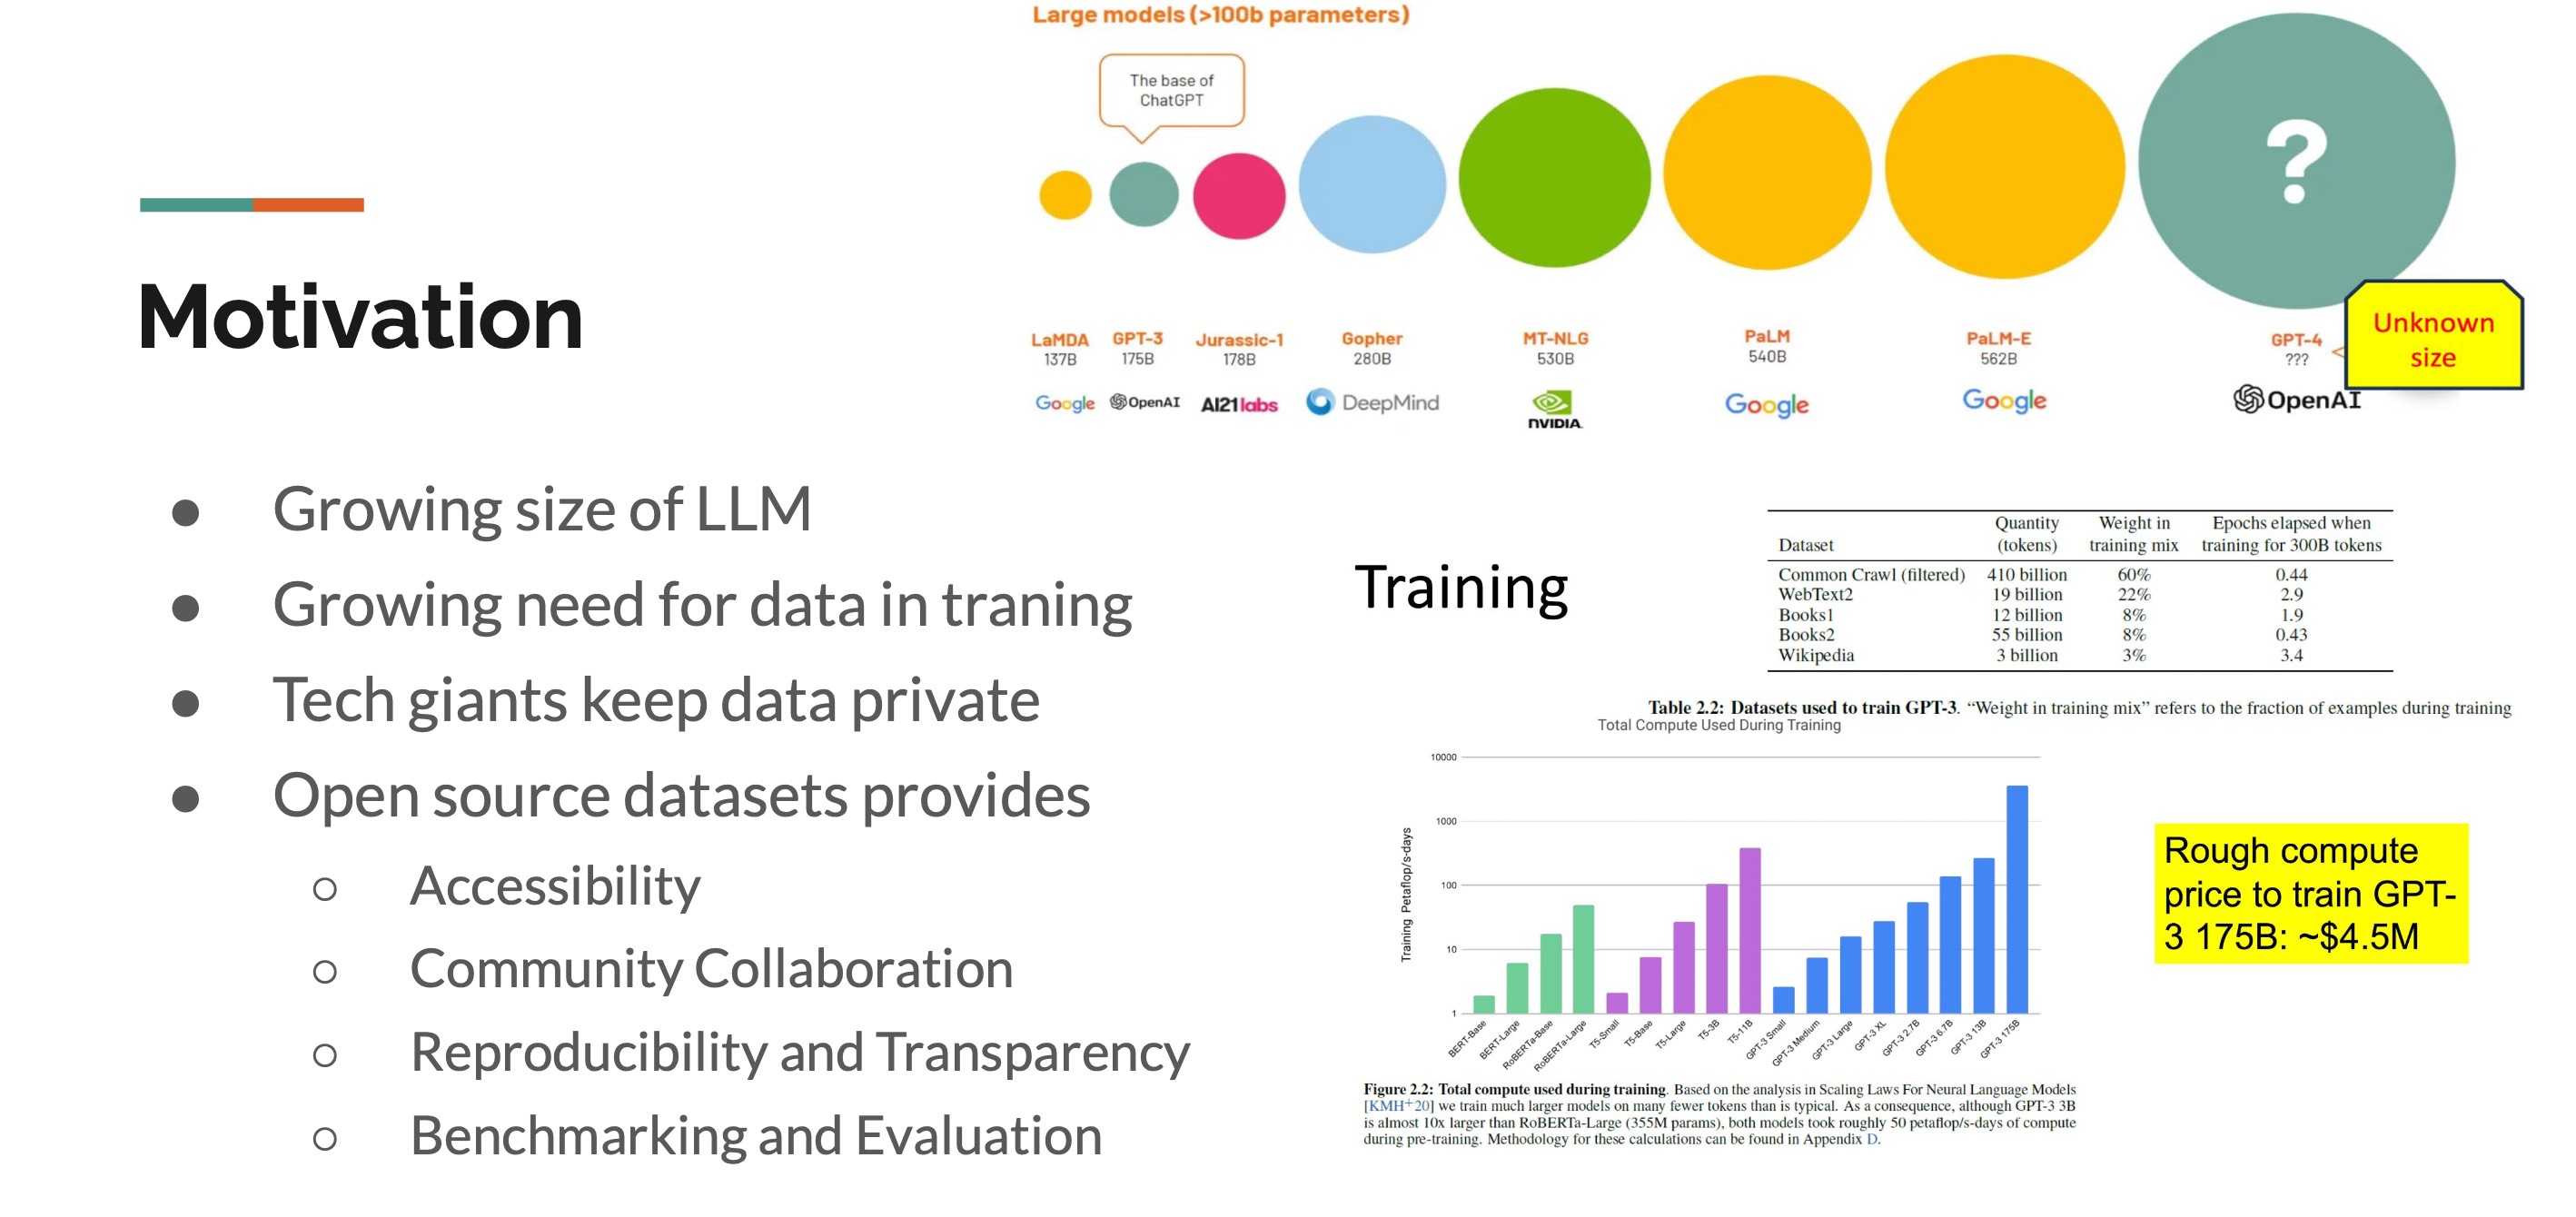 Large models (>100b parameters)
The base of
ChatGPT
?
LaMDA
137B
Google
GPT-3
175B
OpenAI
Jurassic-1
178B
AI21labs
Gopher
280B
DeepMind
MT-NLG
530B
NVIDIA.
PaLM
540B
Google
PaLM-E
562B
Google
GPT-4
???
OpenAI
Unknown
size
Motivation
● Growing size of LLM
● Growing need for data in traning
● Tech giants keep data private
● Open source datasets provides
○ Accessibility
○ Community Collaboration
○ Reproducibility and Transparency
○ Benchmarking and Evaluation
Training
Dataset Quantity (tokens) Weight in training mix Epochs elapsed when training for 300B tokens
Common Crawl (filtered) 410 billion 60% 0.44
WebText2 19 billion 22% 2.9
Books1 12 billion 8% 1.9
Books2 55 billion 8% 0.43
Wikipedia 3 billion 3% 3.4
Table 2.2: Datasets used to train GPT-3. “Weight in training mix” refers to the fraction of examples during training
Total Compute Used During Training
Training Petaflop/s-days
10000
1000
100
10
1
BERT-Base
BERT-Large
RoBERTa-Base
RoBERTa-Large
T5-Small
T5-Base
T5-Large
T5-3B
T5-11B
GPT-3 Small
GPT-3 Medium
GPT-3 Large
GPT-3 XL
GPT-3 2.7B
GPT-3 6.7B
GPT-3 13B
GPT-3 175B
Rough compute
price to train GPT-
3 175B: ~$4.5M
Figure 2.2: Total compute used during training. Based on the analysis in Scaling Laws For Neural Language Models
[KMH+20] we train much larger models on many fewer tokens than is typical. As a consequence, although GPT-3 3B
is almost 10x larger than RoBERTa-Large (355M params), both models took roughly 50 petaflop/s-days of compute
during pre-training. Methodology for these calculations can be found in Appendix D.